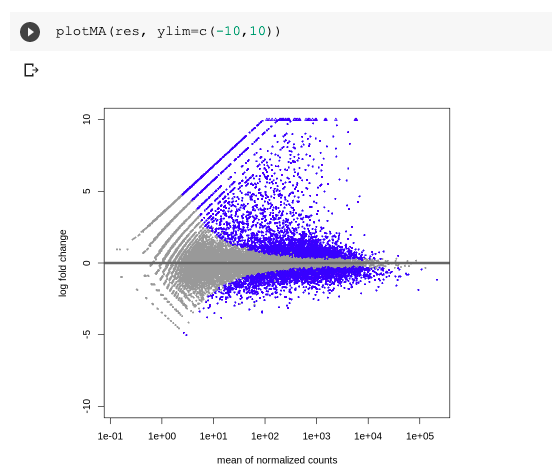 plotMA(res, ylim=c(-10,10))
10
5
0
-5
-10
log fold change
1e-01 1e+00 1e+01 1e+02 1e+03 1e+04 1e+05
mean of normalized counts